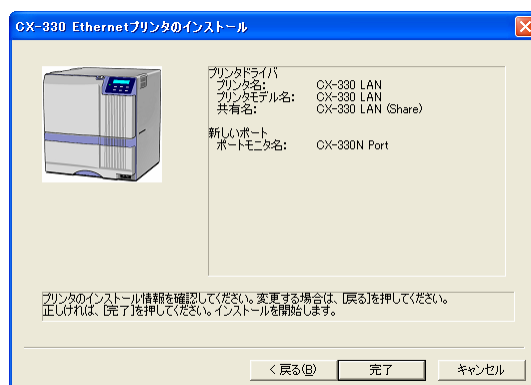 CX-330 Ethernetプリンタのインストール
プリンタドライバ
プリンタ名: CX-330 LAN
プリンタモデル名: CX-330 LAN
共有名: CX-330 LAN (Share)
新しいポート
ポートモニタ名: CX-330N Port
プリンタのインストール情報を確認してください。変更する場合は、[戻る]を押してください。
正しければ、[完了]を押してください。インストールを開始します。
< 戻る(B) 完了 キャンセル